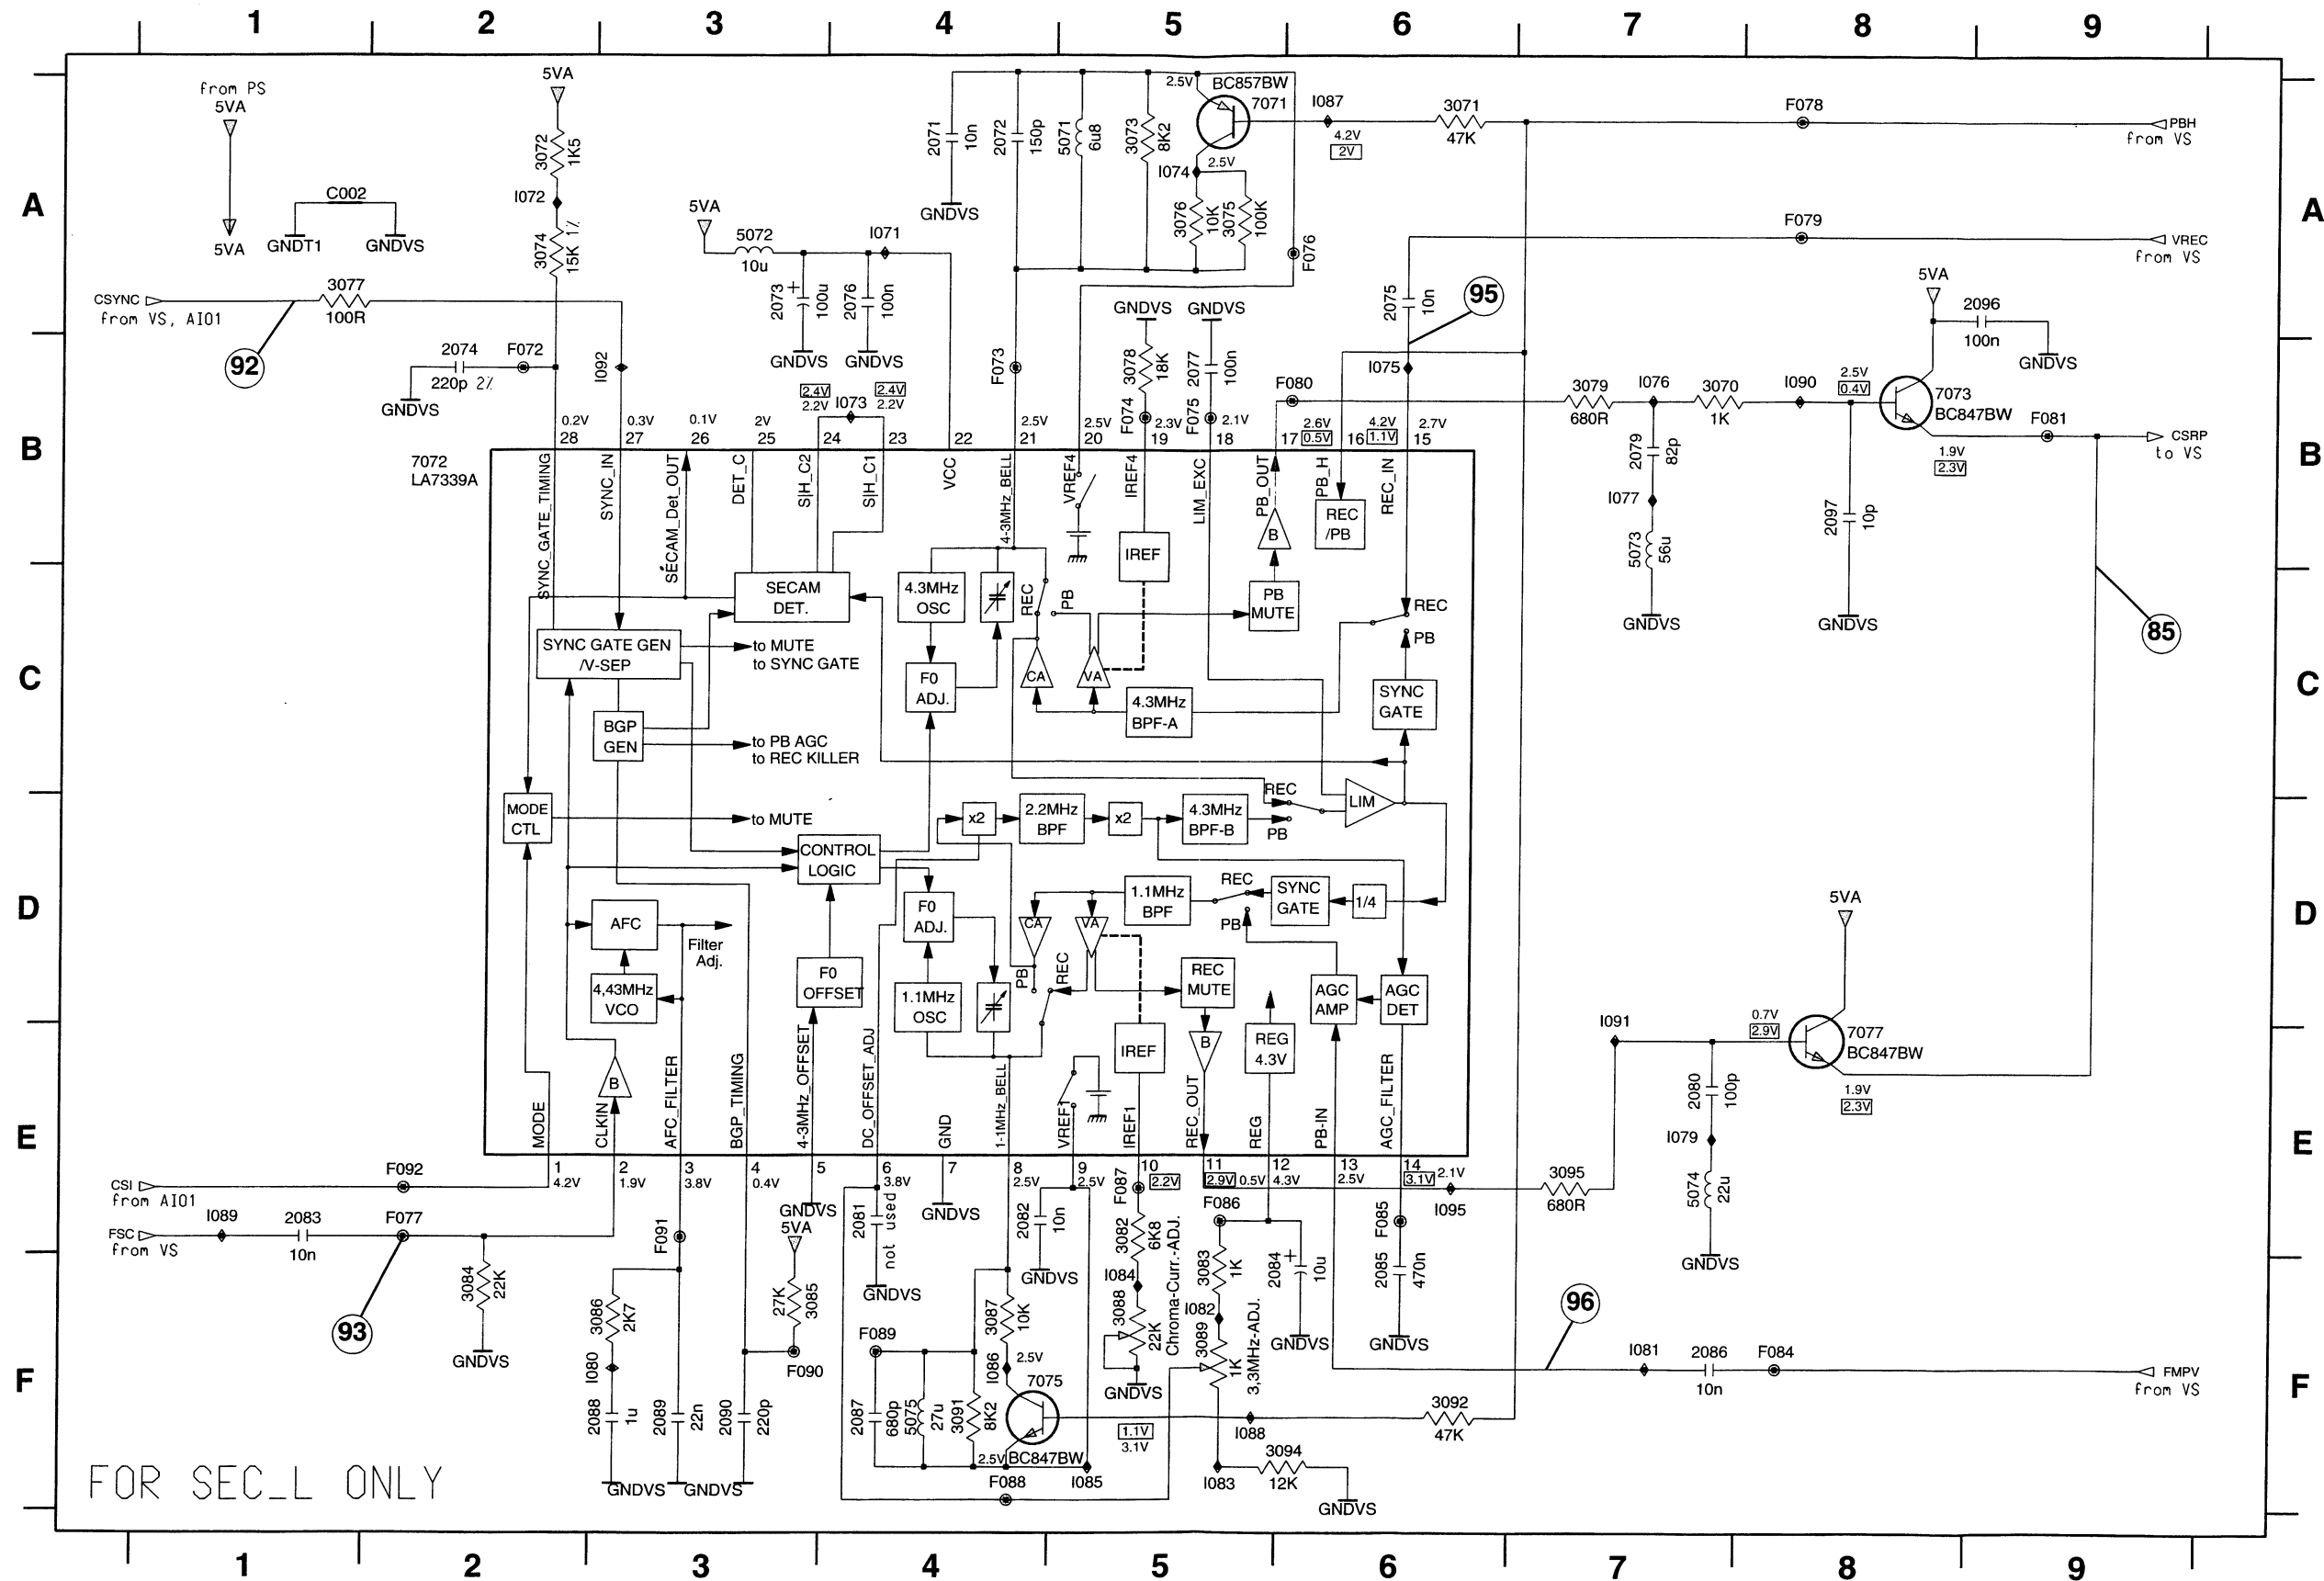 1 2 3 4 5 6 7 8 9
A
from PS
5VA
5VA
C002
GNDT1
GNDVS
5VA
3072
1K5
I072
3074
15K 1%
5VA
5072
10u
I071
2073
+
100u
2076
100n
GNDVS
GNDVS
2071
10n
GNDVS
2072
150p
5071
6u8
3073
8K2
2.5V
BC857BW
7071
I087
4.2V
2V
3071
47K
F078
PBH
from VS
I074
2.5V
3076
10K
3075
100K
F076
F079
VREC
from VS
A
CSYNC
from VS, AIO1
3077
100R
92
2074
220p 2%
F072
GNDVS
I092
GNDVS
GNDVS
F073
3078
18K
2077
100n
F074
F075
2075
10n
95
I075
F080
5VA
2096
100n
GNDVS
3079
680R
I076
3070
1K
I090
2.5V
0.4V
7073
BC847BW
F081
CSRP
to VS
1.9V
2.3V
B
B
7072
LA7339A
0.2V
28
0.3V
27
0.1V
26
2V
25
2.4V
2.2V
24
I073
2.4V
2.2V
23
22
2.5V
21
2.5V
20
2.3V
19
2.1V
18
17
2.6V
0.5V
16
4.2V
1.1V
2.7V
15
SYNC_GATE_TIMING
SYNC_IN
SECAM_Det_OUT
DET_C
S|H_C2
S|H_C1
VCC
4-3MHz_BELL
VREF4
IREF4
LIM_EXC
PB_OUT
PB_H
REC_IN
2079
82p
I077
5073
56u
GNDVS
2097
10p
GNDVS
85
C
C
IREF
B
REC
/PB
SECAM
DET.
4.3MHz
OSC
REC
PB
PB
MUTE
REC
PB
SYNC GATE GEN
/V-SEP
to MUTE
to SYNC GATE
F0
ADJ.
CA
VA
4.3MHz
BPF-A
SYNC
GATE
BGP
GEN
to PB AGC
to REC KILLER
MODE
CTL
to MUTE
x2
2.2MHz
BPF
x2
4.3MHz
BPF-B
REC
PB
LIM
CONTROL
LOGIC
D
D
AFC
Filter
Adj.
F0
ADJ.
CA
VA
1.1MHz
BPF
REC
PB
SYNC
GATE
1/4
4,43MHz
VCO
F0
OFFSET
1.1MHz
OSC
PB
REC
REC
MUTE
AGC
AMP
AGC
DET
B
IREF
B
REG
4.3V
MODE
CLKIN
AFC_FILTER
BGP_TIMING
4-3MHz_OFFSET
DC_OFFSET_ADJ
GND
1-1MHz_BELL
VREF1
IREF1
REC_OUT
REG
PB-IN
AGC_FILTER
5VA
I091
0.7V
2.9V
7077
BC847BW
1.9V
2.3V
2080
100p
I079
5074
22u
GNDVS
E
E
1
4.2V
2
1.9V
3
3.8V
4
0.4V
5
6
3.8V
7
8
2.5V
9
2.5V
10
2.2V
11
2.9V
0.5V
12
4.3V
13
2.5V
14
3.1V
2.1V
I095
3095
680R
CSI
from AIO1
F092
FSC
from VS
I089
2083
10n
F077
93
3084
22K
GNDVS
F091
3086
2K7
I080
2088
1u
2089
22n
2090
220p
GNDVS
GNDVS
GNDVS
5VA
27K
3085
F090
2081
not used
GNDVS
GNDVS
2082
10n
GNDVS
F089
2087
680p
5075
27u
3091
8K2
3087
10K
I086
2.5V
7075
2.5V
BC847BW
F088
I085
F087
3082
6K8
I084
3088
22K
Chroma-Curr.-ADJ.
GNDVS
1.1V
3.1V
F086
3083
1K
I082
3089
1K
3,3MHz-ADJ.
2084
+
10u
GNDVS
F085
2085
470n
GNDVS
I088
I083
3094
12K
GNDVS
3092
47K
96
I081
2086
10n
F084
FMPV
from VS
F
F
FOR SEC_L ONLY
1 2 3 4 5 6 7 8 9